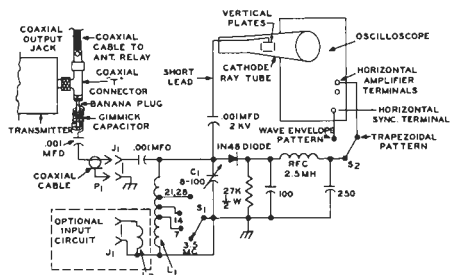 COAXIAL OUTPUT JACK
COAXIAL CABLE TO ANT. RELAY
COAXIAL "T" CONNECTOR
BANANA PLUG
GIMMICK CAPACITOR
TRANSMITTER
.001 MFD
COAXIAL CABLE
J1
P1
.001MFD
SHORT LEAD
VERTICAL PLATES
CATHODE RAY TUBE
OSCILLOSCOPE
HORIZONTAL AMPLIFIER TERMINALS
HORIZONTAL SYNC. TERMINAL
WAVE ENVELOPE PATTERN
TRAPEZOIDAL PATTERN
.001MFD 2 KV
IN48 DIODE
C1 8-100
27K ½ W
RFC 2.5MH
100
250
S2
21,28
14
7
3.5 MC
S1
L1
OPTIONAL INPUT CIRCUIT
J1